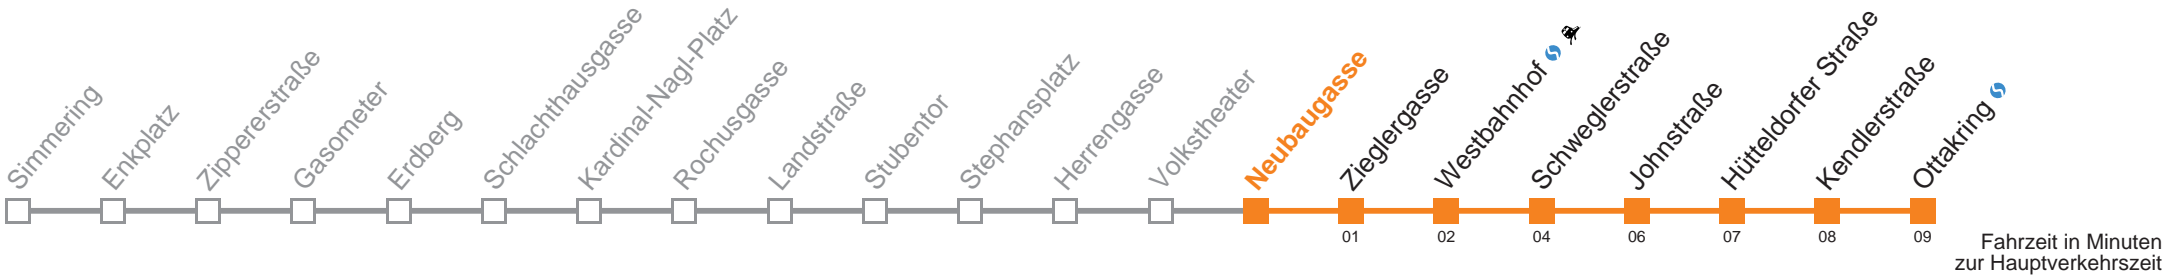 Simmering
Enkplatz
Zippererstraße
Gasometer
Erdberg
Schlachthausgasse
Kardinal-Nagl-Platz
Rochusgasse
Landstraße
Stubentor
Stephansplatz
Herrengasse
Volkstheater
Neubaugasse
Zieglergasse
Westbahnhof
Schweglerstraße
Johnstraße
Hütteldorfer Straße
Kendlerstraße
Ottakring
01 02 04 06 07 08 09
Fahrzeit in Minuten
zur Hauptverkehrszeit